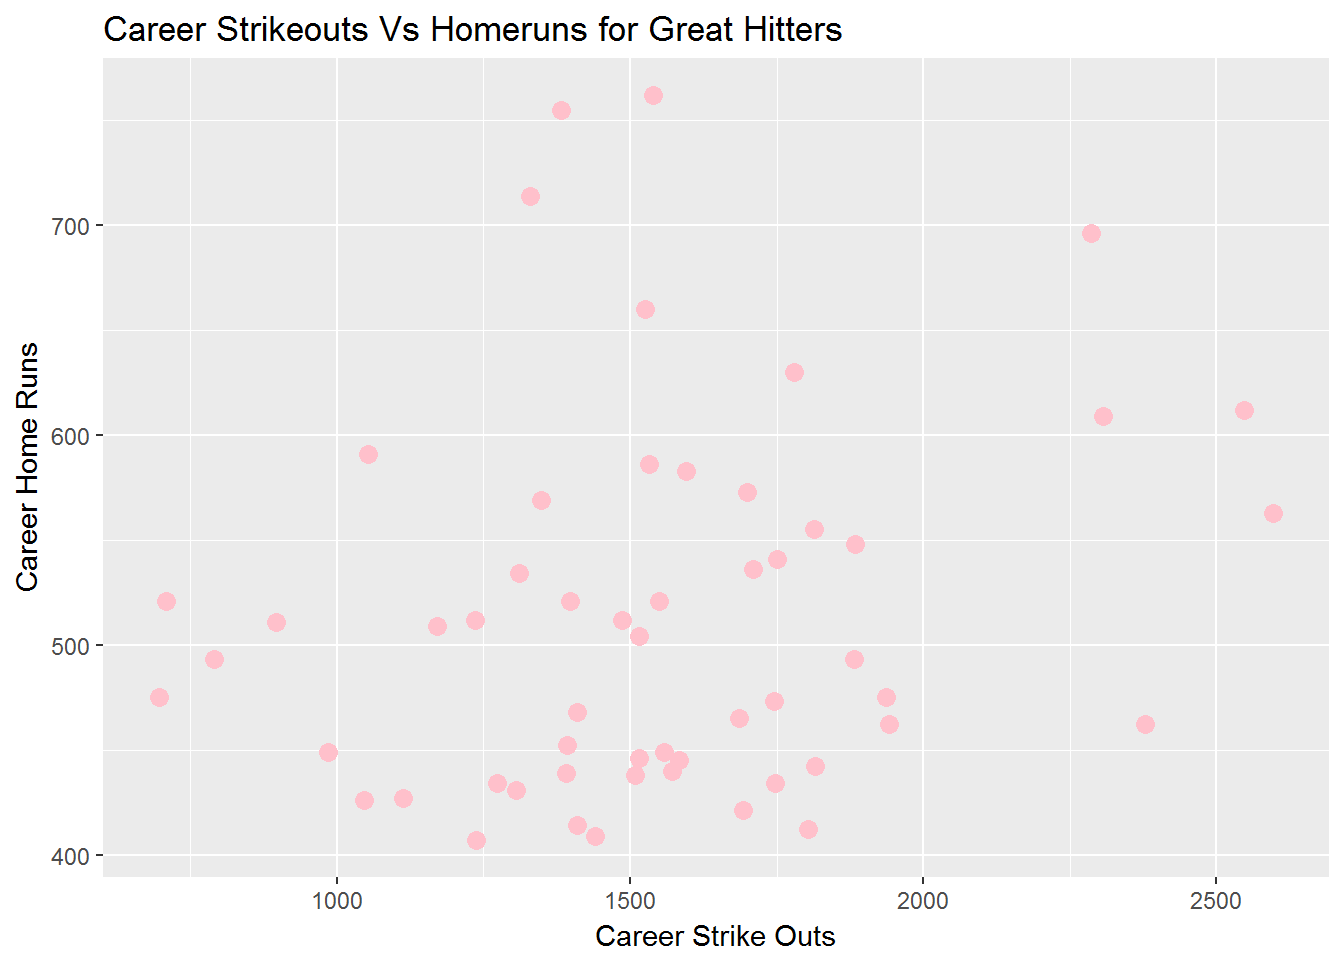 Career Strikeouts Vs Homeruns for Great Hitters
Career Home Runs
700
600
500
400
1000 1500 2000 2500
Career Strike Outs